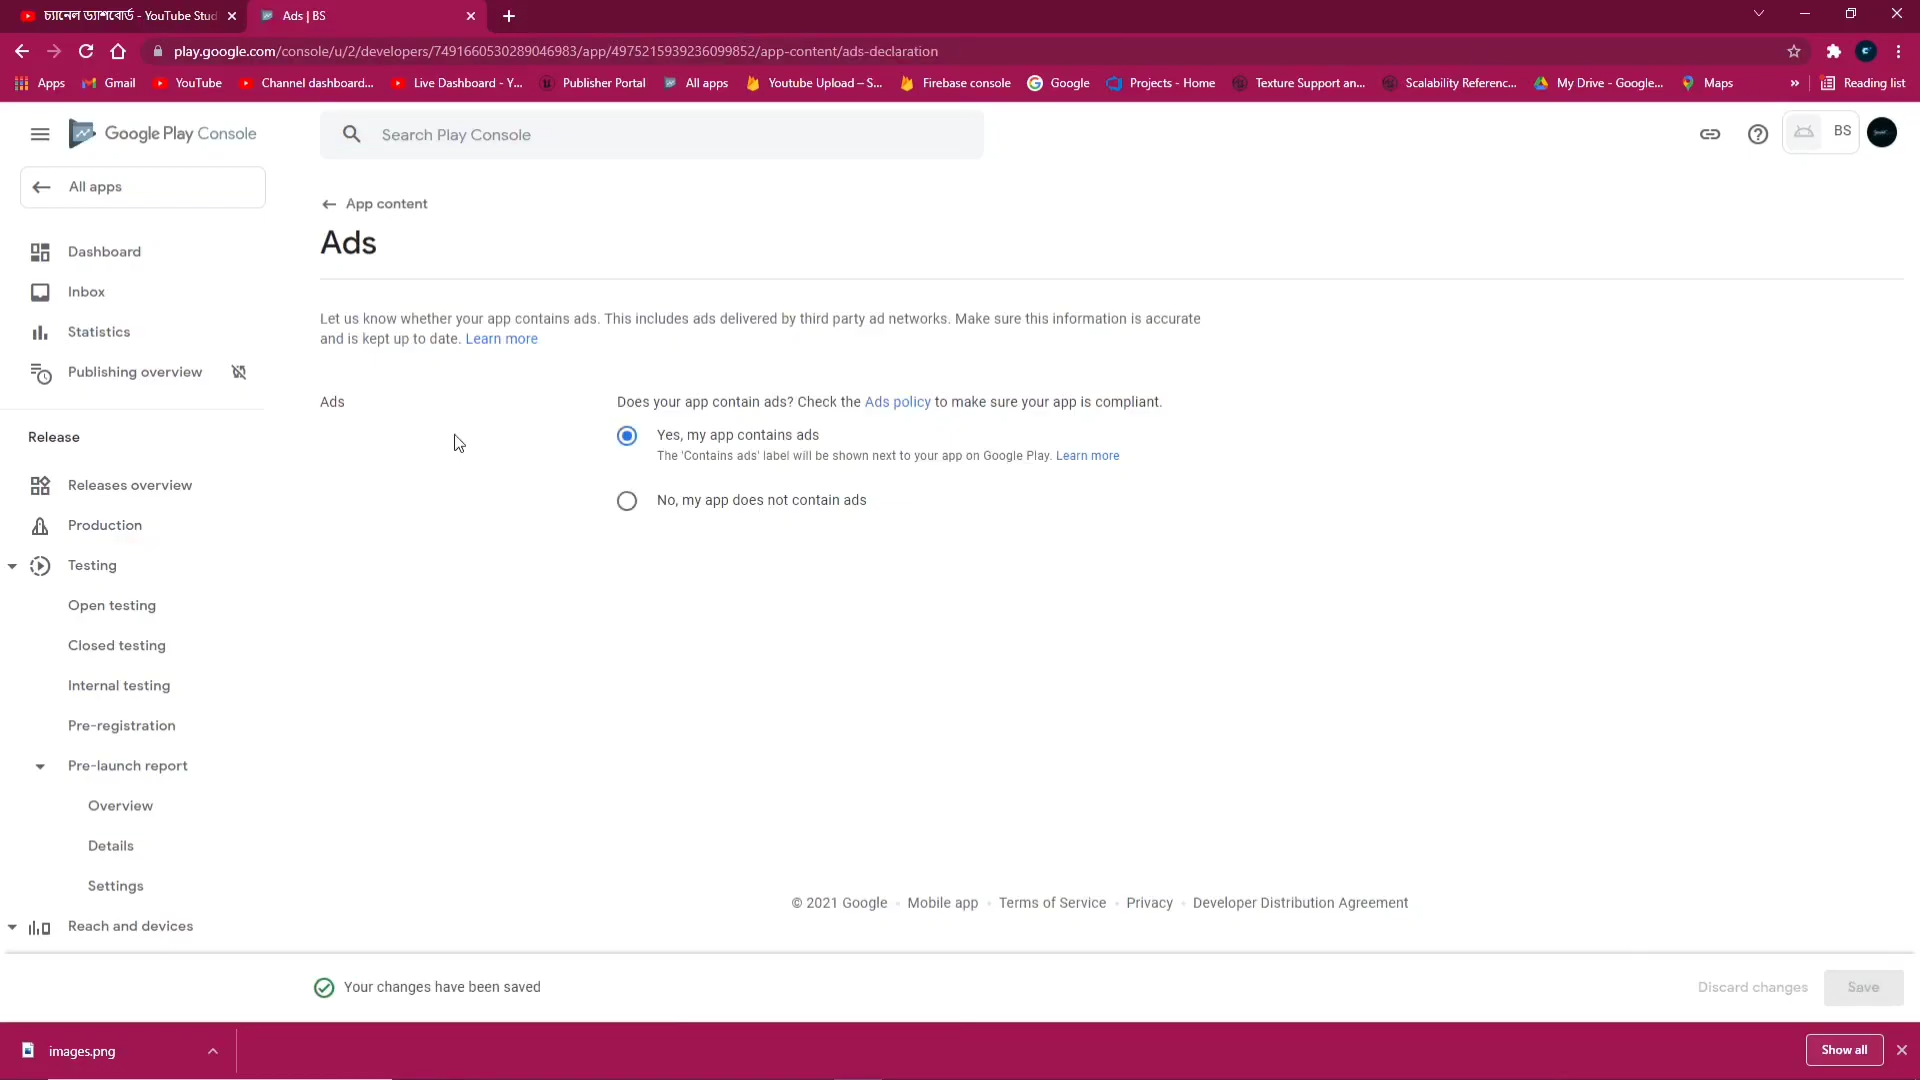 চ্যানেল ড্যাশবোর্ড - YouTube Stud
Ads | BS
play.google.com/console/u/2/developers/7491660530289046983/app/4975215939236099852/app-content/ads-declaration
Apps
Gmail
YouTube
Channel dashboard...
Live Dashboard - Y...
Publisher Portal
All apps
Youtube Upload – S...
Firebase console
Google
Projects - Home
Texture Support an...
Scalability Referenc...
My Drive - Google...
Maps
»
Reading list
Google Play Console
Search Play Console
BS
All apps
Dashboard
Inbox
Statistics
Publishing overview
Release
Releases overview
Production
Testing
Open testing
Closed testing
Internal testing
Pre-registration
Pre-launch report
Overview
Details
Settings
Reach and devices
App content
Ads
Let us know whether your app contains ads. This includes ads delivered by third party ad networks. Make sure this information is accurate
and is kept up to date. Learn more
Ads
Does your app contain ads? Check the Ads policy to make sure your app is compliant.
Yes, my app contains ads
The 'Contains ads' label will be shown next to your app on Google Play. Learn more
No, my app does not contain ads
© 2021 Google · Mobile app · Terms of Service · Privacy · Developer Distribution Agreement
Your changes have been saved
Discard changes
Save
images.png
Show all